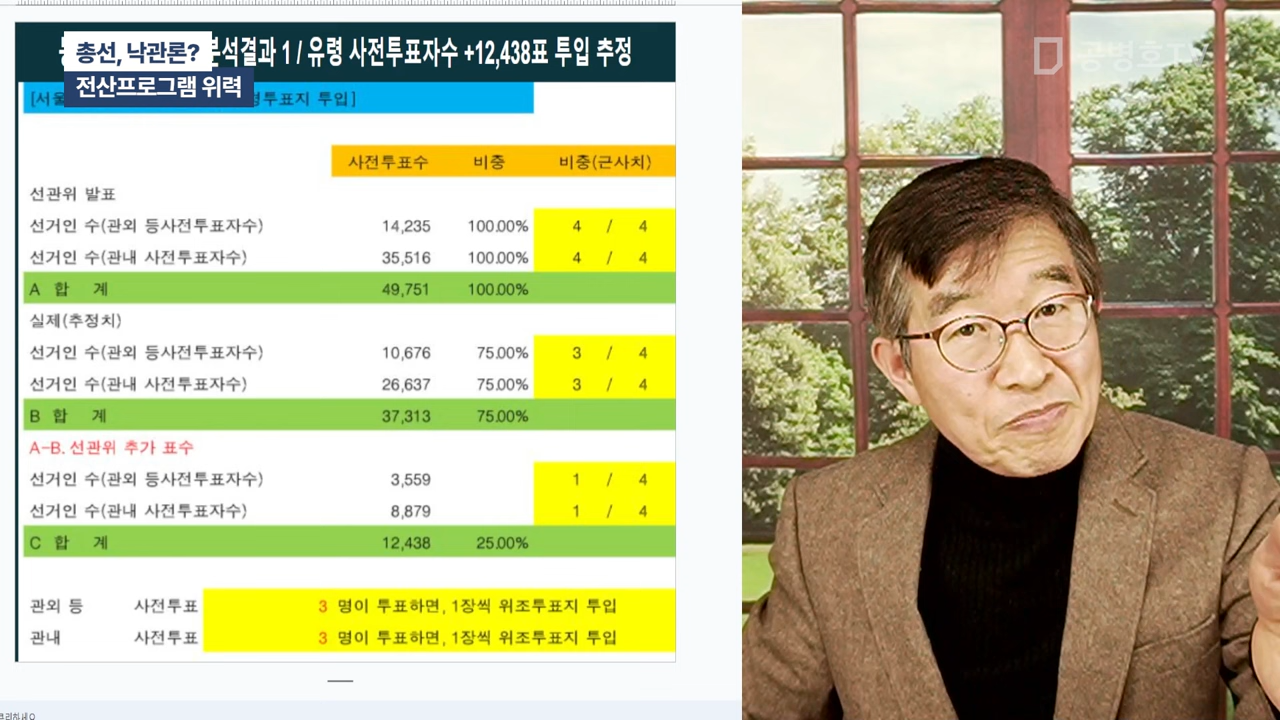 총선, 낙관론?
전산프로그램 위력
분석결과 1 / 유령 사전투표자수 +12,438표 투입 추정
[서울 투표지 투입]
사전투표수 비중 비중(근사치)
선관위 발표
선거인 수(관외 등사전투표자수) 14,235 100.00% 4 / 4
선거인 수(관내 사전투표자수) 35,516 100.00% 4 / 4
A 합 계 49,751 100.00%
실제(추정치)
선거인 수(관외 등사전투표자수) 10,676 75.00% 3 / 4
선거인 수(관내 사전투표자수) 26,637 75.00% 3 / 4
B 합 계 37,313 75.00%
A-B. 선관위 추가 표수
선거인 수(관외 등사전투표자수) 3,559 1 / 4
선거인 수(관내 사전투표자수) 8,879 1 / 4
C 합 계 12,438 25.00%
관외 등 사전투표 3 명이 투표하면, 1장씩 위조투표지 투입
관내 사전투표 3 명이 투표하면, 1장씩 위조투표지 투입
공병호TV